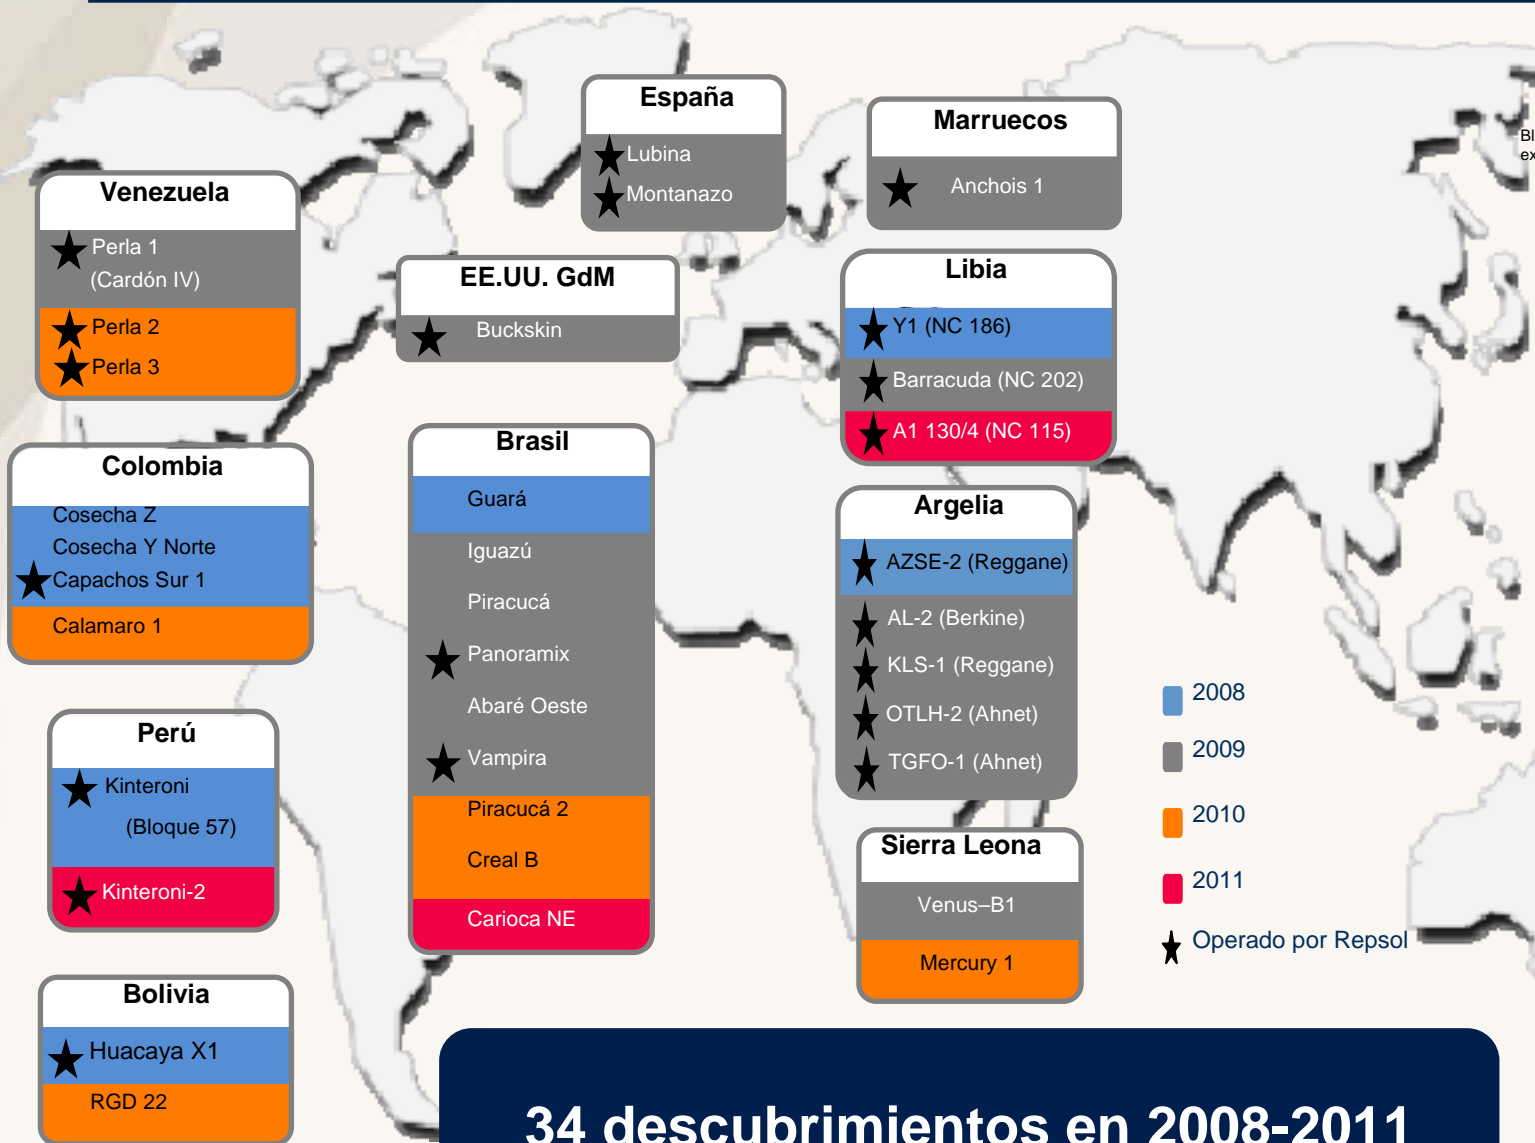 España
Lubina
Montanazo
Marruecos
Anchois 1
Bl
ex
Venezuela
Perla 1
(Cardón IV)
Perla 2
Perla 3
EE.UU. GdM
Buckskin
Libia
Y1 (NC 186)
Barracuda (NC 202)
A1 130/4 (NC 115)
Colombia
Cosecha Z
Cosecha Y Norte
Capachos Sur 1
Calamaro 1
Brasil
Guará
Iguazú
Piracucá
Panoramix
Abaré Oeste
Vampira
Piracucá 2
Creal B
Carioca NE
Argelia
AZSE-2 (Reggane)
AL-2 (Berkine)
KLS-1 (Reggane)
OTLH-2 (Ahnet)
TGFO-1 (Ahnet)
Perú
Kinteroni
(Bloque 57)
Kinteroni-2
Sierra Leona
Venus–B1
Mercury 1
2008
2009
2010
2011
Operado por Repsol
Bolivia
Huacaya X1
RGD 22
34 descubrimientos en 2008-2011